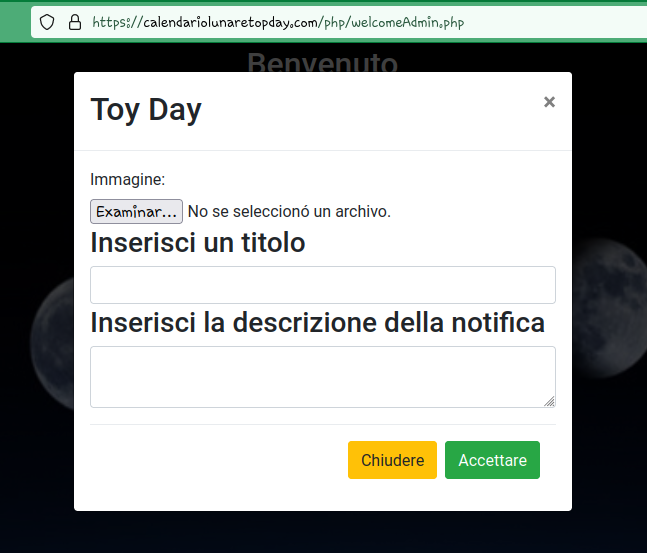 https://calendariolunaretopday.com/php/welcomeAdmin.php
Benvenuto
Toy Day
×
Immagine:
Examinar... No se seleccionó un archivo.
Inserisci un titolo
Inserisci la descrizione della notifica
Chiudere Accettare